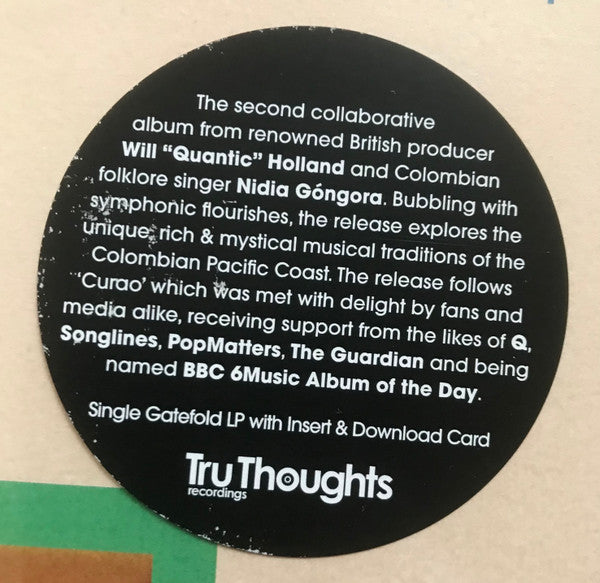 The second collaborative
album from renowned British producer
Will “Quantic” Holland and Colombian
folklore singer Nidia Góngora. Bubbling with
symphonic flourishes, the release explores the
unique, rich & mystical musical traditions of the
Colombian Pacific Coast. The release follows
‘Curao’ which was met with delight by fans and
media alike, receiving support from the likes of Q,
Songlines, PopMatters, The Guardian and being
named BBC 6Music Album of the Day.
Single Gatefold LP with Insert & Download Card
Tru Thoughts
recordings